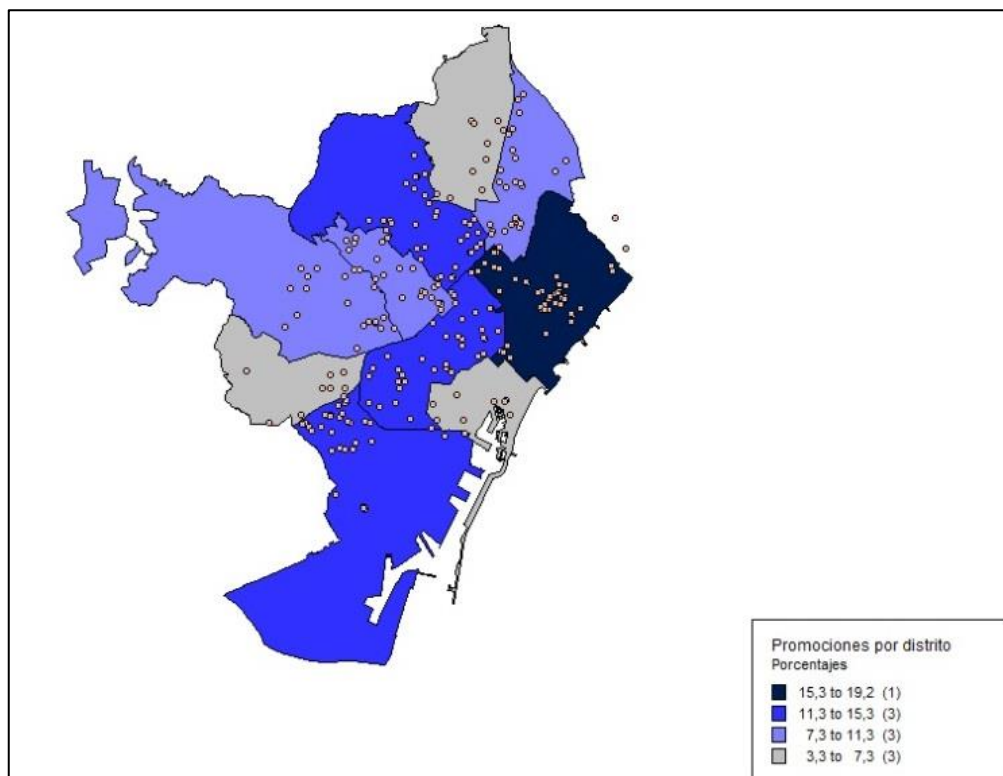 Promociones por distrito
Porcentajes
15,3 to 19,2 (1)
11,3 to 15,3 (3)
7,3 to 11,3 (3)
3,3 to 7,3 (3)